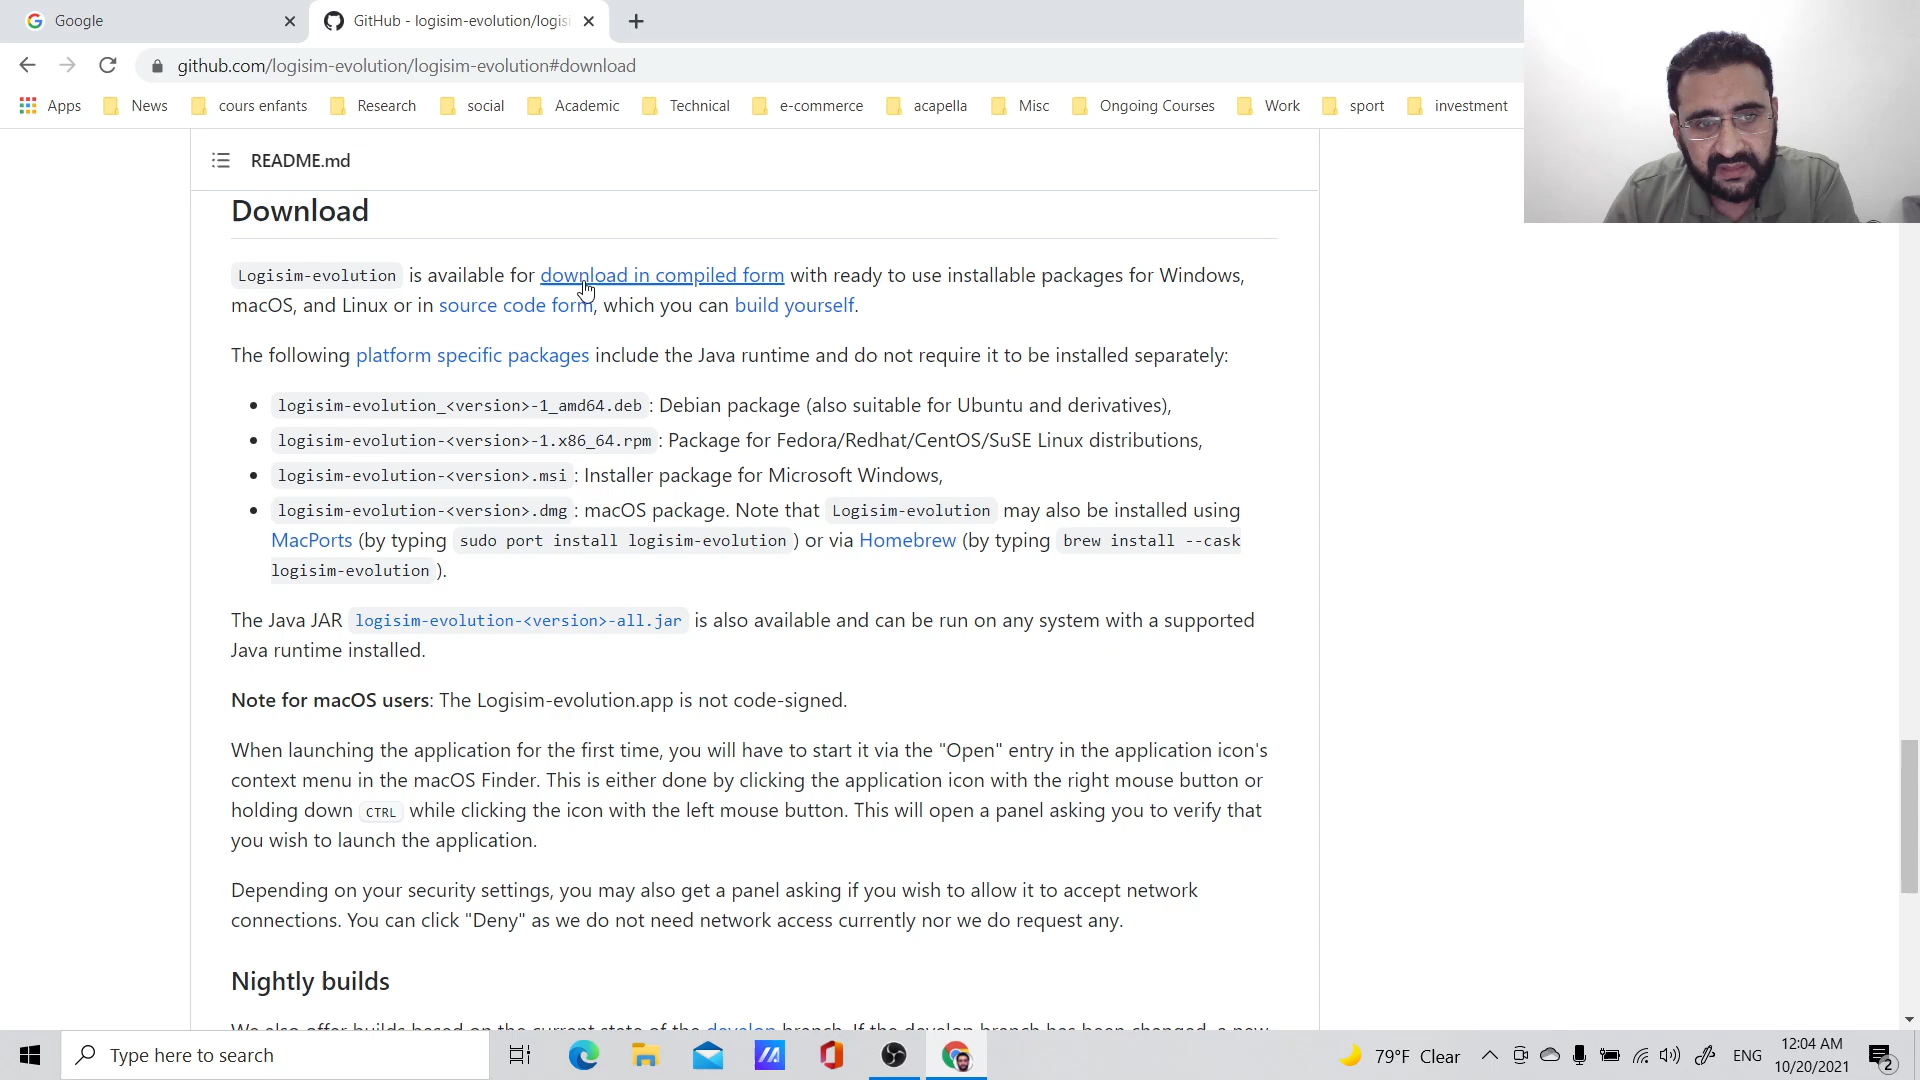 Google
GitHub - logisim-evolution/logis
github.com/logisim-evolution/logisim-evolution#download
Apps News cours enfants Research social Academic Technical e-commerce acapella Misc Ongoing Courses Work sport investment
README.md
Download
Logisim-evolution is available for download in compiled form with ready to use installable packages for Windows,
macOS, and Linux or in source code form, which you can build yourself.
The following platform specific packages include the Java runtime and do not require it to be installed separately:
logisim-evolution_<version>-1_amd64.deb : Debian package (also suitable for Ubuntu and derivatives),
logisim-evolution-<version>-1.x86_64.rpm : Package for Fedora/Redhat/CentOS/SuSE Linux distributions,
logisim-evolution-<version>.msi : Installer package for Microsoft Windows,
logisim-evolution-<version>.dmg : macOS package. Note that Logisim-evolution may also be installed using
MacPorts (by typing sudo port install logisim-evolution ) or via Homebrew (by typing brew install --cask
logisim-evolution ).
The Java JAR logisim-evolution-<version>-all.jar is also available and can be run on any system with a supported
Java runtime installed.
Note for macOS users: The Logisim-evolution.app is not code-signed.
When launching the application for the first time, you will have to start it via the "Open" entry in the application icon's
context menu in the macOS Finder. This is either done by clicking the application icon with the right mouse button or
holding down CTRL while clicking the icon with the left mouse button. This will open a panel asking you to verify that
you wish to launch the application.
Depending on your security settings, you may also get a panel asking if you wish to allow it to accept network
connections. You can click "Deny" as we do not need network access currently nor we do request any.
Nightly builds
We also offer builds based on the current state of the develop branch. If the develop branch has been changed, a new
Type here to search
79°F Clear
ENG
12:04 AM
10/20/2021
2